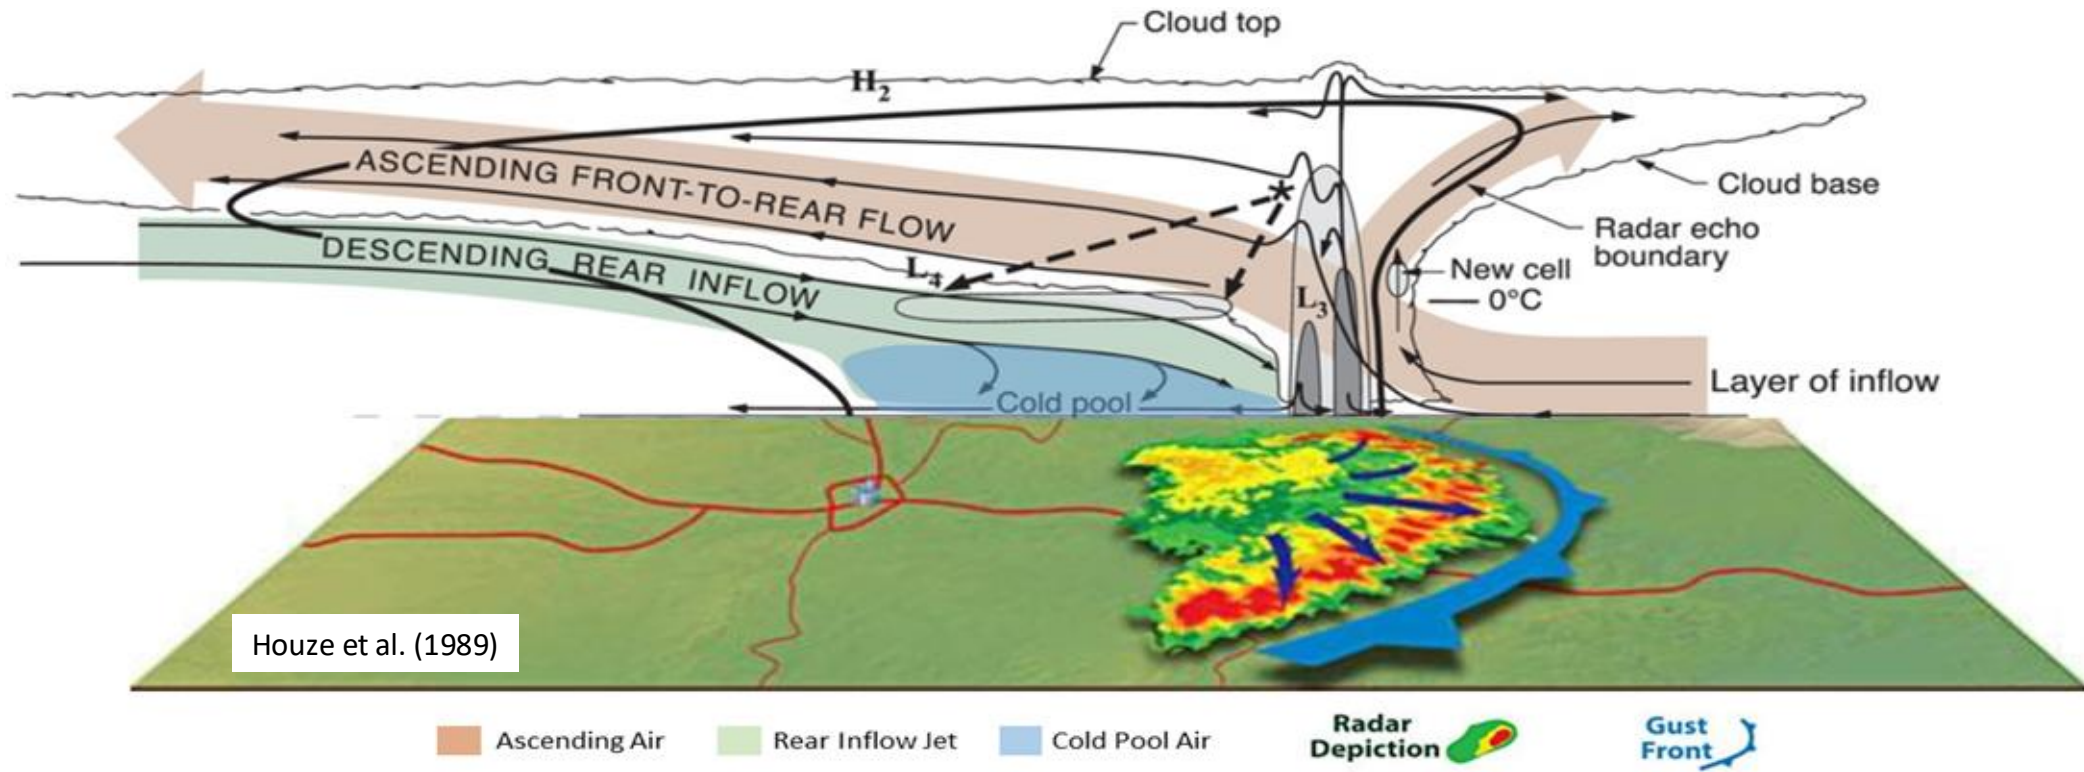 Cloud top
H2
ASCENDING FRONT-TO-REAR FLOW
Cloud base
Radar echo
boundary
DESCENDING REAR INFLOW
L4
*
New cell
0°C
L3
Layer of inflow
Cold pool
Houze et al. (1989)
Ascending Air
Rear Inflow Jet
Cold Pool Air
Radar
Depiction
Gust
Front